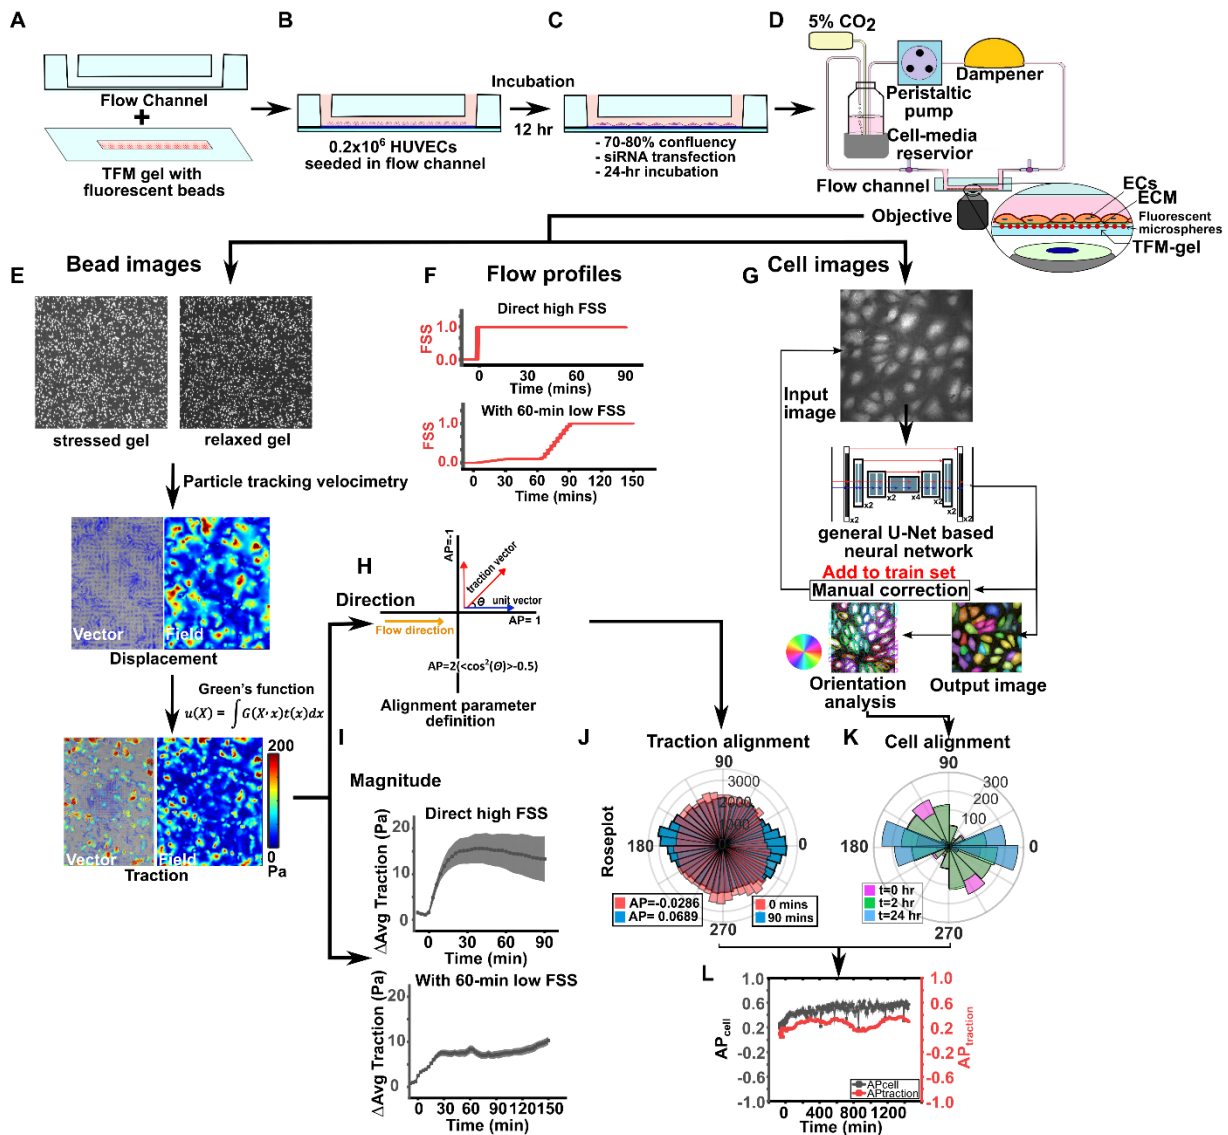 A
Flow Channel
+
TFM gel with
fluorescent beads
B
0.2x10⁶ HUVECs
seeded in flow channel
Incubation
12 hr
C
- 70-80% confluency
- siRNA transfection
- 24-hr incubation
D
5% CO₂
Dampener
Peristaltic
pump
Cell-media
reservior
Flow channel
Objective
ECs
ECM
Fluorescent
microspheres
TFM-gel
Bead images
E
stressed gel
relaxed gel
Particle tracking velocimetry
Vector
Field
Displacement
Green's function
u(X) = ∫ G(X·x)t(x)dx
Vector
Field
Traction
200
0
Pa
F
Flow profiles
Direct high FSS
FSS
1.0
0.0
0 30 60 90
Time (mins)
With 60-min low FSS
FSS
1.0
0.0
0 30 60 90 120 150
Time (mins)
G
Cell images
Input
image
x2
x2
x4
x2
x2
general U-Net based
neural network
Add to train set
Manual correction
Orientation
analysis
Output image
H
Direction
Flow direction
AP=-1
traction vector
Θ
unit vector
AP= 1
AP=2(<cos²(Θ)>-0.5)
Alignment parameter
definition
I
Magnitude
Direct high FSS
ΔAvg Traction (Pa)
20
10
0
0 30 60 90
Time (min)
With 60-min low FSS
ΔAvg Traction (Pa)
20
10
0
0 30 60 90 120 150
Time (min)
J
Traction alignment
Roseplot
90
3000
2000
1000
0
180
0
270
AP=-0.0286
AP= 0.0689
0 mins
90 mins
K
Cell alignment
90
300
200
100
180
0
270
t=0 hr
t=2 hr
t=24 hr
L
AP cell
1.0
0.6
0.2
-0.2
-0.6
-1.0
1.0
0.6
0.2
-0.2
-0.6
-1.0
AP traction
APcell
APtraction
0 400 800 1200
Time (min)